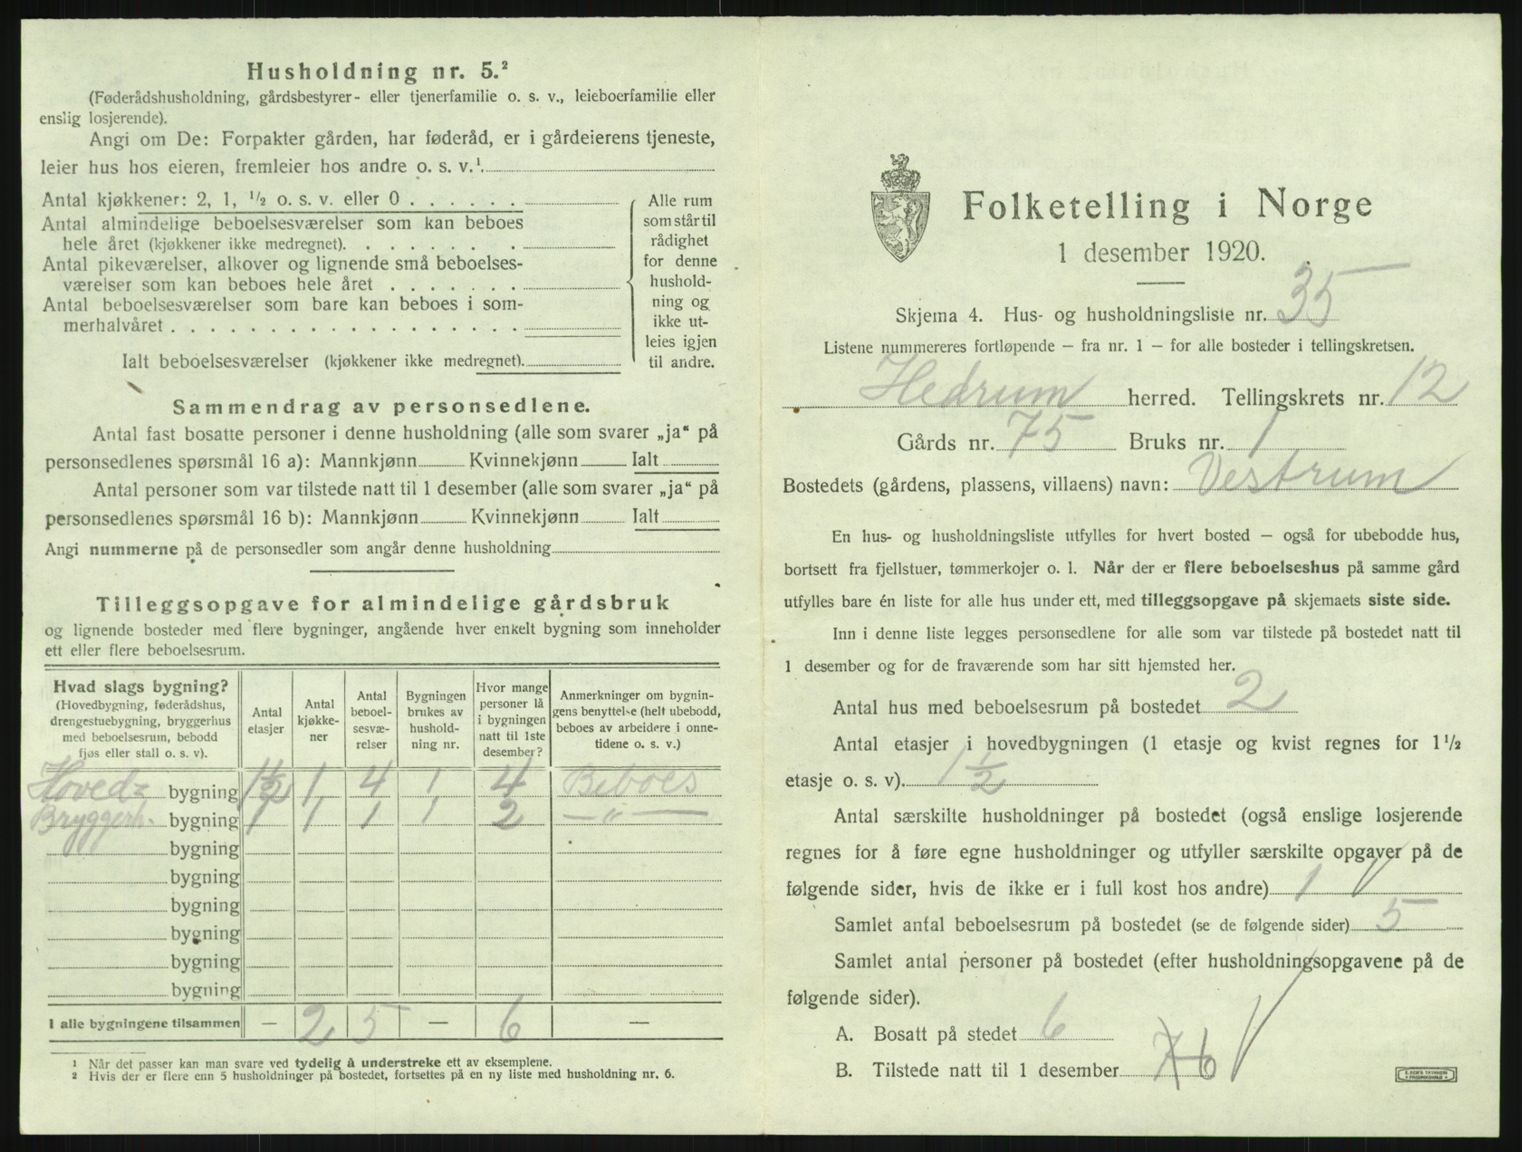 Husholdning nr. 5.²
(Føderådshusholdning, gårdsbestyrer- eller tjenerfamilie o. s. v., leieboerfamilie eller
enslig losjerende).
Angi om De: Forpakter gården, har føderåd, er i gårdeierens tjeneste,
leier hus hos eieren, fremleier hos andre o. s. v.¹
Antal kjøkkener: 2, 1, ½ o. s. v. eller 0
Antal almindelige beboelsesværelser som kan beboes
hele året (kjøkkener ikke medregnet).
Antal pikeværelser, alkover og lignende små beboelses-
værelser som kan beboes hele året
Antal beboelsesværelser som bare kan beboes i som-
merhalvåret
Ialt beboelsesværelser (kjøkkener ikke medregnet).
Alle rum
som står til
rådighet
for denne
hushold-
ning og
ikke ut-
leies igjen
til andre.
Sammendrag av personsedlene.
Antal fast bosatte personer i denne husholdning (alle som svarer „ja" på
personsedlenes spørsmål 16 a): Mannkjønn Kvinnekjønn Ialt
Antal personer som var tilstede natt til 1 desember (alle som svarer „ja" på
personsedlenes spørsmål 16 b): Mannkjønn Kvinnekjønn Ialt
Angi nummerne på de personsedler som angår denne husholdning
Tilleggsopgave for almindelige gårdsbruk
og lignende bosteder med flere bygninger, angående hver enkelt bygning som inneholder
ett eller flere beboelsesrum.
Hvad slags bygning?
(Hovedbygning, føderådshus,
drengestuebygning, bryggerhus
med beboelsesrum, bebodd
fjøs eller stall o. s. v).
Antal
etasjer
Antal
kjøkke-
ner
Antal
beboel-
sesvæ-
relser
Bygningen
brukes av
hushold-
ning nr.
Hvor mange
personer lå
i bygningen
natt til 1ste
desember?
Anmerkninger om bygnin-
gens benyttelse (helt ubebodd,
beboes av arbeidere i onne-
tidene o. s. v.)
Hoved= bygning 1½ 1 4 1 4 Beboes
Bryggerh. bygning 1 1 1 1 2 — " —
bygning
bygning
bygning
bygning
bygning
bygning
I alle bygningene tilsammen — 2 5 — 6 —
¹ Når det passer kan man svare ved tydelig å understreke ett av eksemplene.
² Hvis der er flere enn 5 husholdninger på bostedet, fortsettes på en ny liste med husholdning nr. 6.
Folketelling i Norge
1 desember 1920.
Skjema 4. Hus- og husholdningsliste nr. 35
Listene nummereres fortløpende — fra nr. 1 — for alle bosteder i tellingskretsen.
Hedrum herred. Tellingskrets nr. 12
Gårds nr. 75 Bruks nr. 1
Bostedets (gårdens, plassens, villaens) navn: Vestrum
En hus- og husholdningsliste utfylles for hvert bosted — også for ubebodde hus,
bortsett fra fjellstuer, tømmerkojer o. l. Når der er flere beboelseshus på samme gård
utfylles bare én liste for alle hus under ett, med tilleggsopgave på skjemaets siste side.
Inn i denne liste legges personsedlene for alle som var tilstede på bostedet natt til
1 desember og for de fraværende som har sitt hjemsted her.
Antal hus med beboelsesrum på bostedet 2
Antal etasjer i hovedbygningen (1 etasje og kvist regnes for 1½
etasje o. s. v). 1½
Antal særskilte husholdninger på bostedet (også enslige losjerende
regnes for å føre egne husholdninger og utfyller særskilte opgaver på de
følgende sider, hvis de ikke er i full kost hos andre) 1
Samlet antal beboelsesrum på bostedet (se de følgende sider) 5
Samlet antal personer på bostedet (efter husholdningsopgavene på de
følgende sider).
A. Bosatt på stedet 6
B. Tilstede natt til 1 desember 7 6